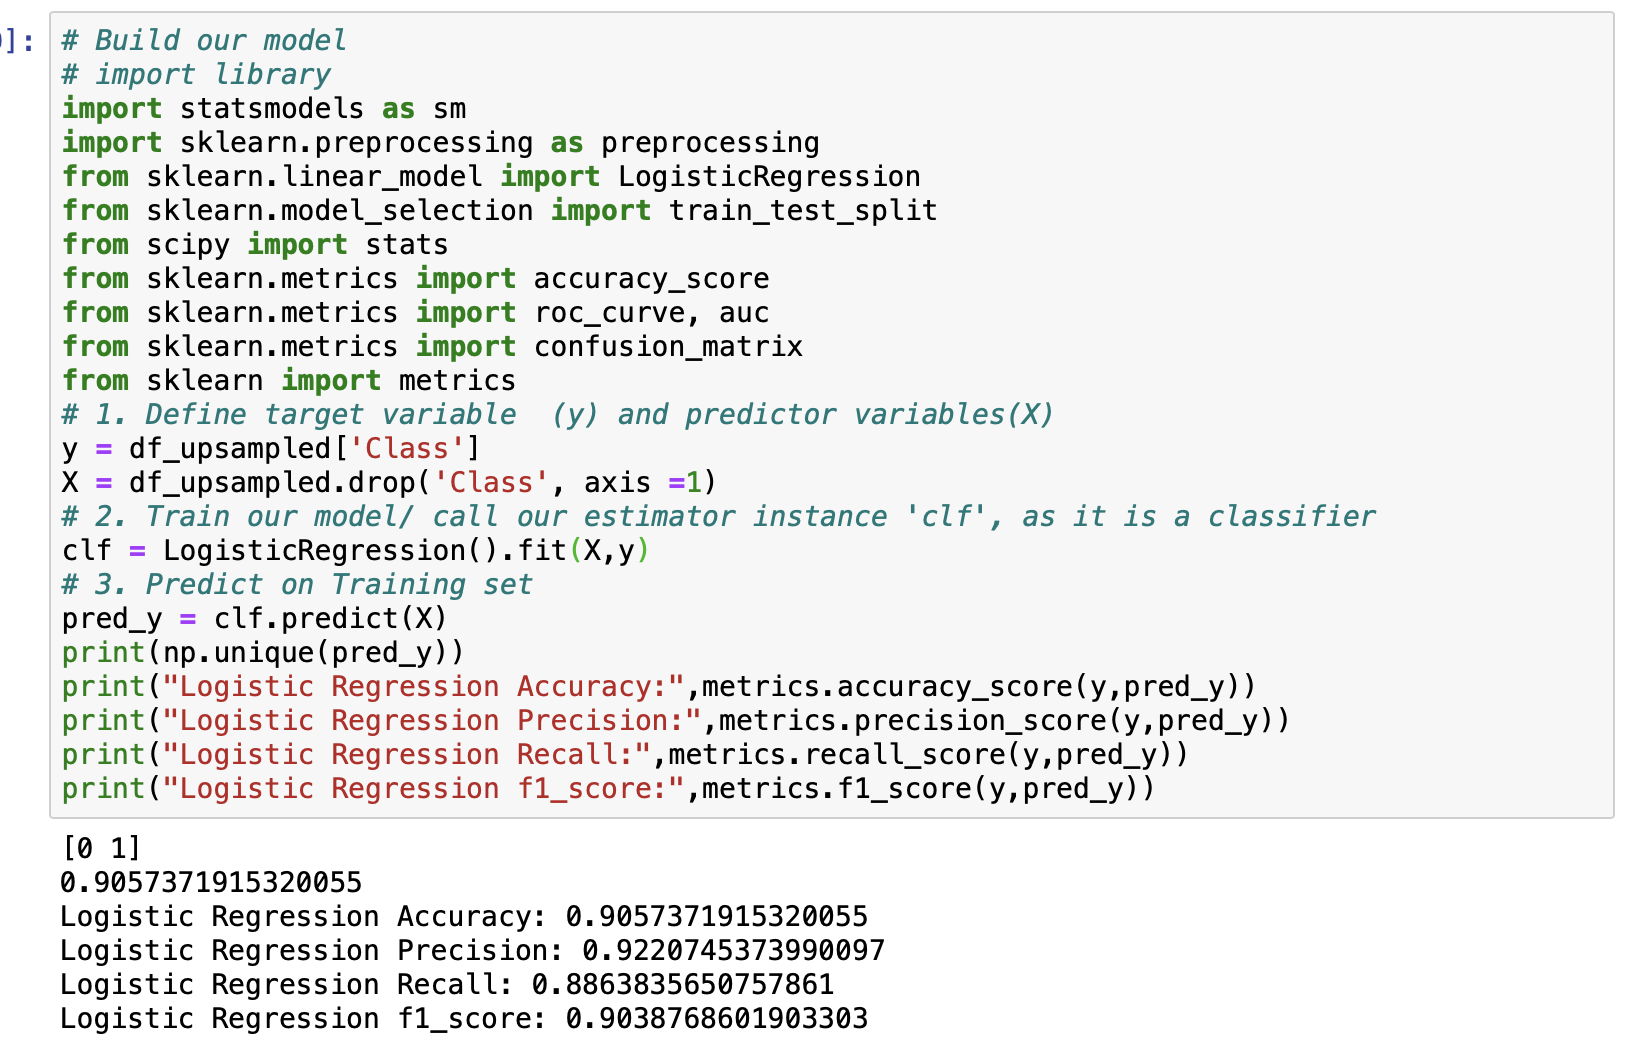 ]:
# Build our model
# import library
import statsmodels as sm
import sklearn.preprocessing as preprocessing
from sklearn.linear_model import LogisticRegression
from sklearn.model_selection import train_test_split
from scipy import stats
from sklearn.metrics import accuracy_score
from sklearn.metrics import roc_curve, auc
from sklearn.metrics import confusion_matrix
from sklearn import metrics
# 1. Define target variable  (y) and predictor variables(X)
y = df_upsampled['Class']
X = df_upsampled.drop('Class', axis =1)
# 2. Train our model/ call our estimator instance 'clf', as it is a classifier
clf = LogisticRegression().fit(X,y)
# 3. Predict on Training set
pred_y = clf.predict(X)
print(np.unique(pred_y))
print("Logistic Regression Accuracy:",metrics.accuracy_score(y,pred_y))
print("Logistic Regression Precision:",metrics.precision_score(y,pred_y))
print("Logistic Regression Recall:",metrics.recall_score(y,pred_y))
print("Logistic Regression f1_score:",metrics.f1_score(y,pred_y))
[0 1]
0.9057371915320055
Logistic Regression Accuracy: 0.9057371915320055
Logistic Regression Precision: 0.9220745373990097
Logistic Regression Recall: 0.8863835650757861
Logistic Regression f1_score: 0.9038768601903303